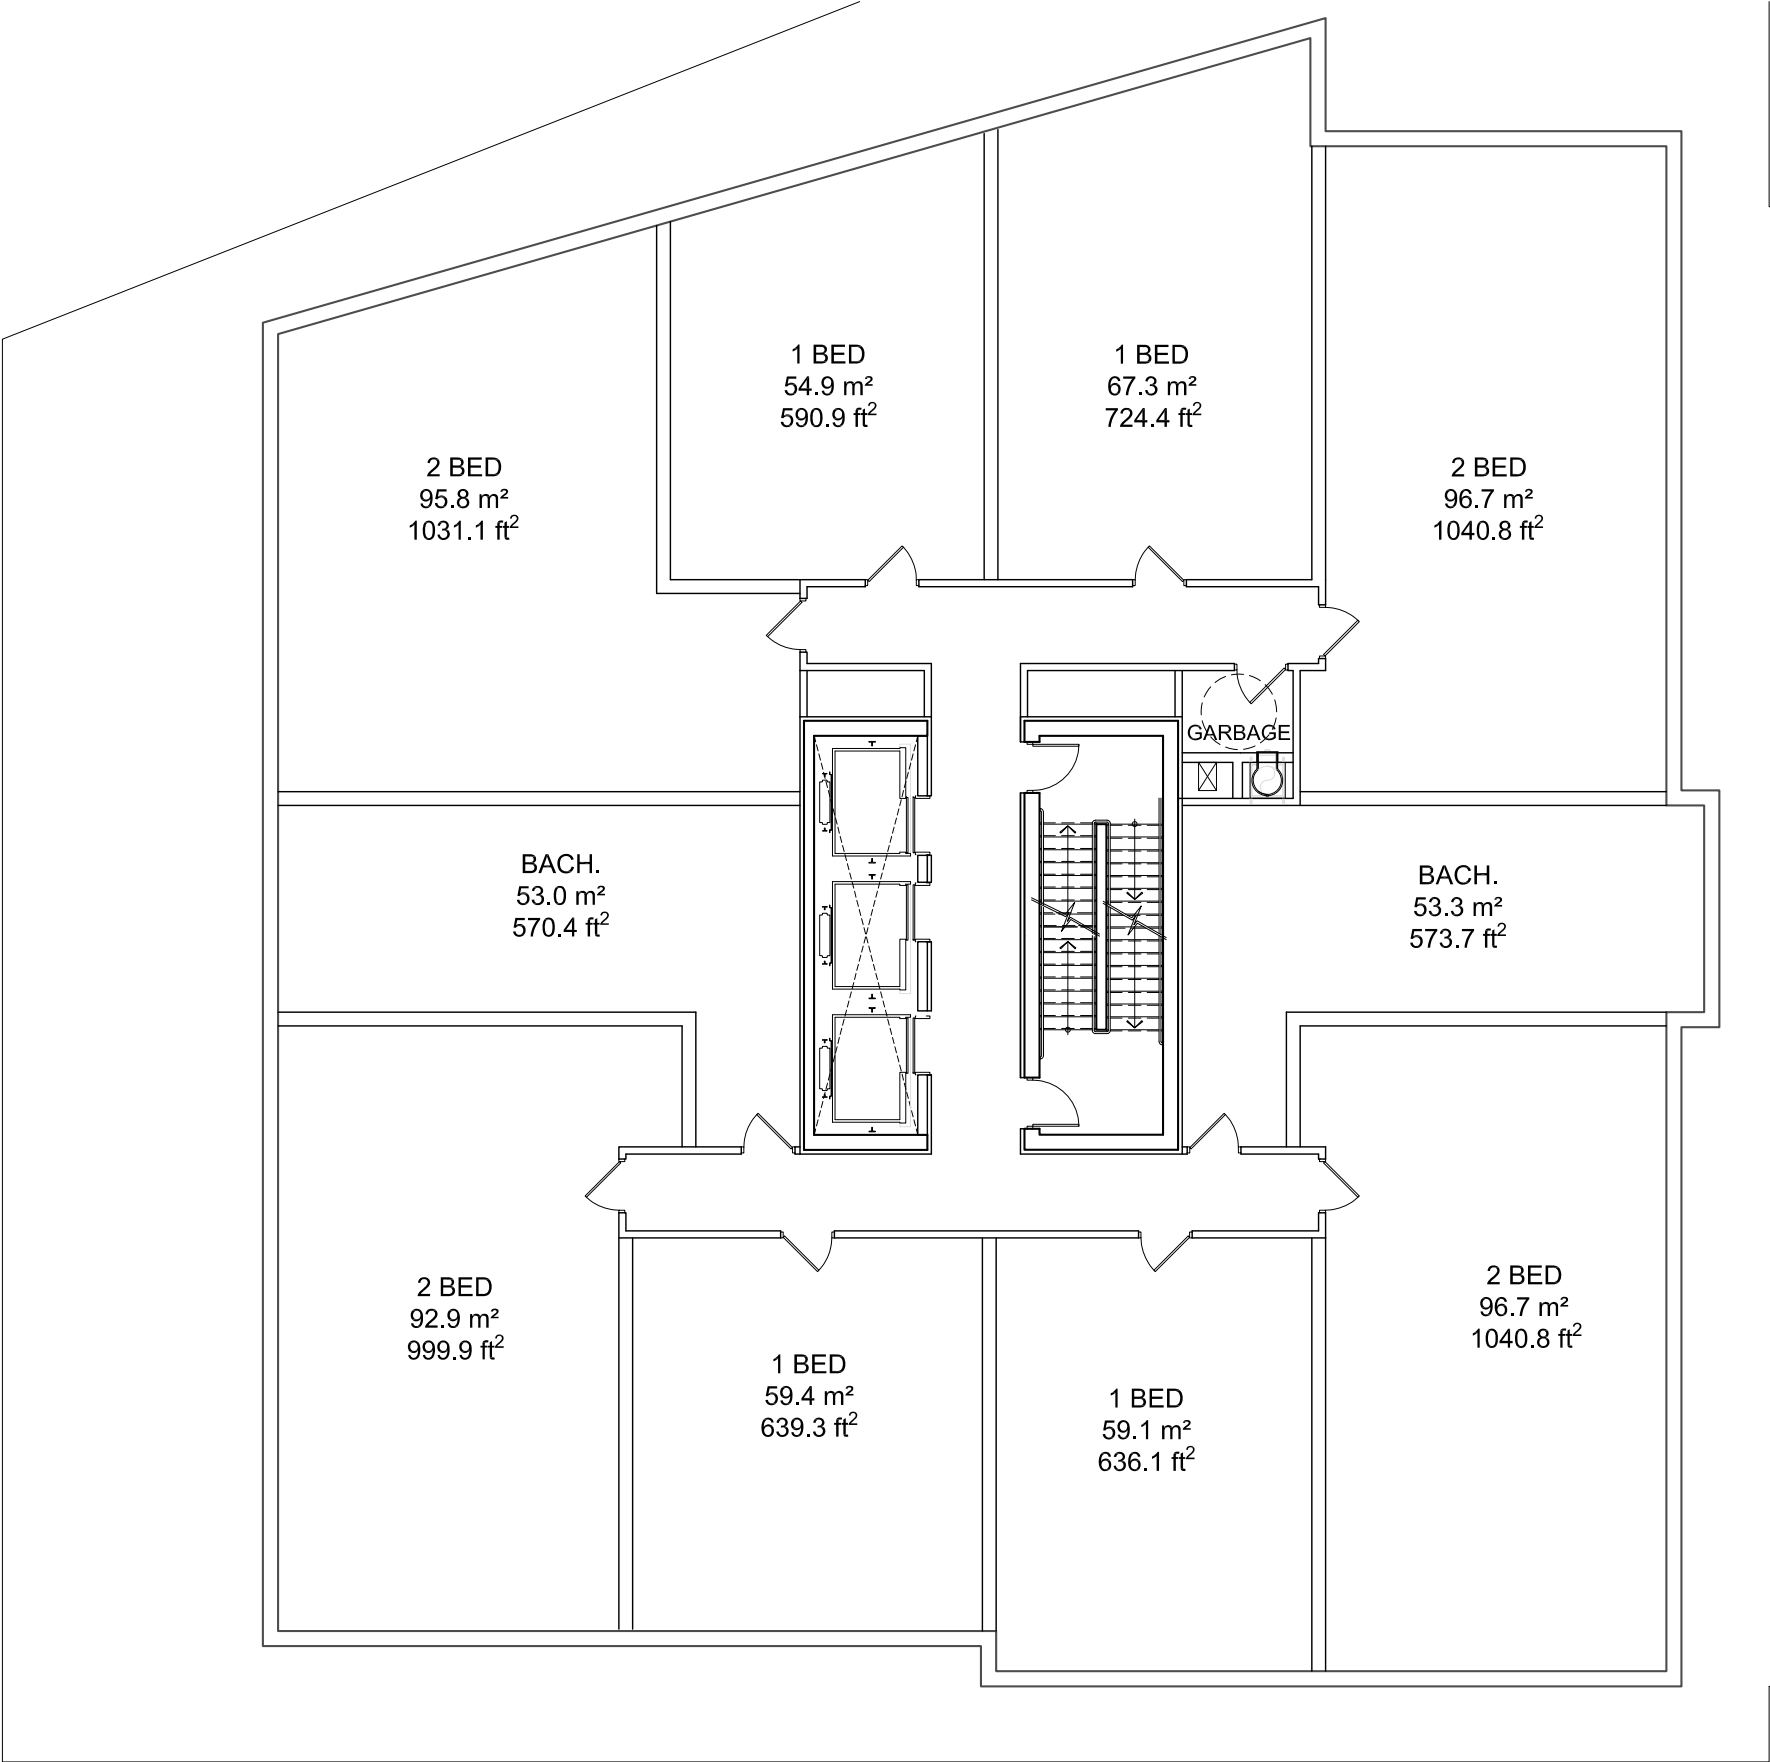 1 BED
54.9 m²
590.9 ft²
1 BED
67.3 m²
724.4 ft²
2 BED
95.8 m²
1031.1 ft²
2 BED
96.7 m²
1040.8 ft²
GARBAGE
BACH.
53.0 m²
570.4 ft²
BACH.
53.3 m²
573.7 ft²
2 BED
92.9 m²
999.9 ft²
2 BED
96.7 m²
1040.8 ft²
1 BED
59.4 m²
639.3 ft²
1 BED
59.1 m²
636.1 ft²